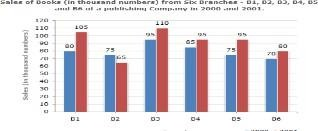 Sales of Books (in thousand numbers) from Six Branches - B1, B2, B3, B4, B5
and B6 of a publishing Company in 2000 and 2001.
Sales (in thousand numbers)
120
110
100
90
80
70
60
50
40
30
20
10
0
80
105
75
65
95
110
85
95
75
95
70
80
B1
B2
B3
B4
B5
B6